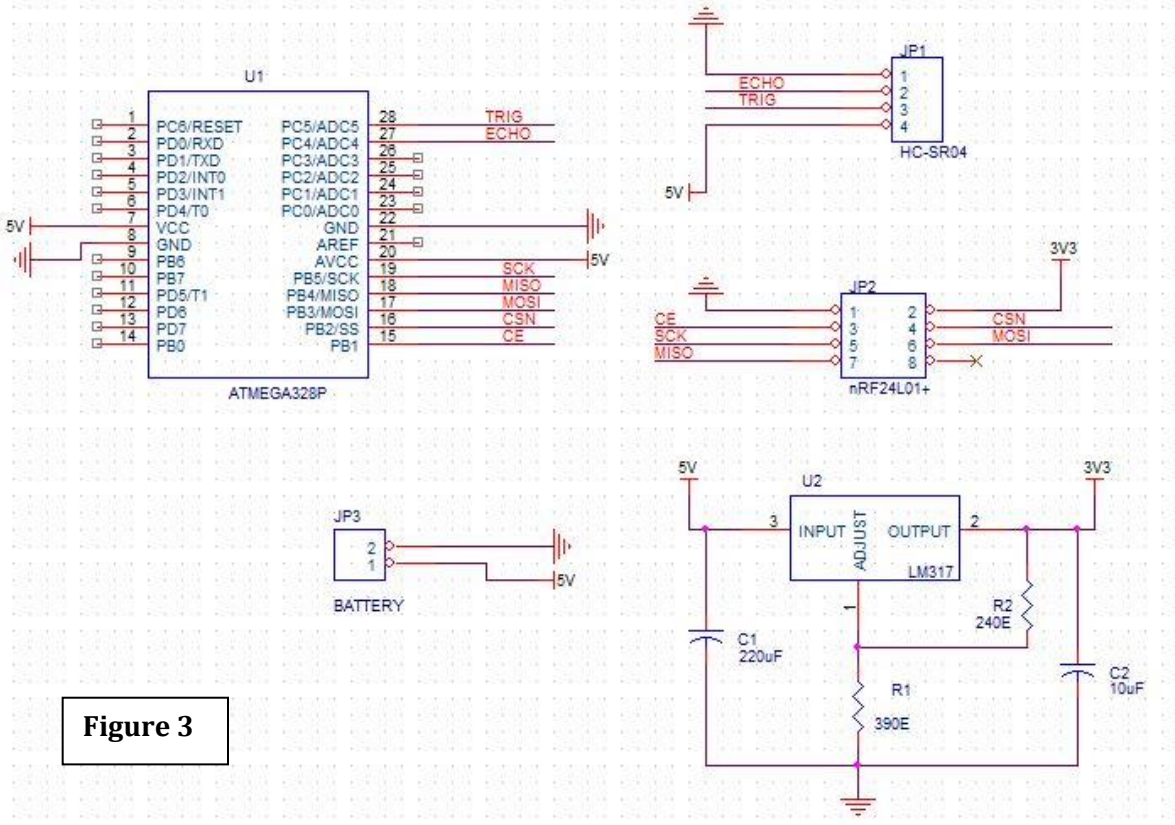 U1
1 PC6/RESET PC5/ADC5 28 TRIG
2 PD0/RXD PC4/ADC4 27 ECHO
3 PD1/TXD PC3/ADC3 26
4 PD2/INT0 PC2/ADC2 25
5 PD3/INT1 PC1/ADC1 24
6 PD4/T0 PC0/ADC0 23
5V 7 VCC GND 22
8 GND AREF 21
9 PB6 AVCC 20 5V
10 PB7 PB5/SCK 19 SCK
11 PD5/T1 PB4/MISO 18 MISO
12 PD6 PB3/MOSI 17 MOSI
13 PD7 PB2/SS 16 CSN
14 PB0 PB1 15 CE
ATMEGA328P
JP1
1
ECHO 2
TRIG 3
4
HC-SR04
5V
3V3
JP2
1 2
CE 3 4 CSN
SCK 5 6 MOSI
MISO 7 8
nRF24L01+
JP3
2
1 5V
BATTERY
5V U2 3V3
3 INPUT ADJUST OUTPUT 2
LM317
1
R2
240E
C1
220uF
C2
10uF
R1
390E
Figure 3